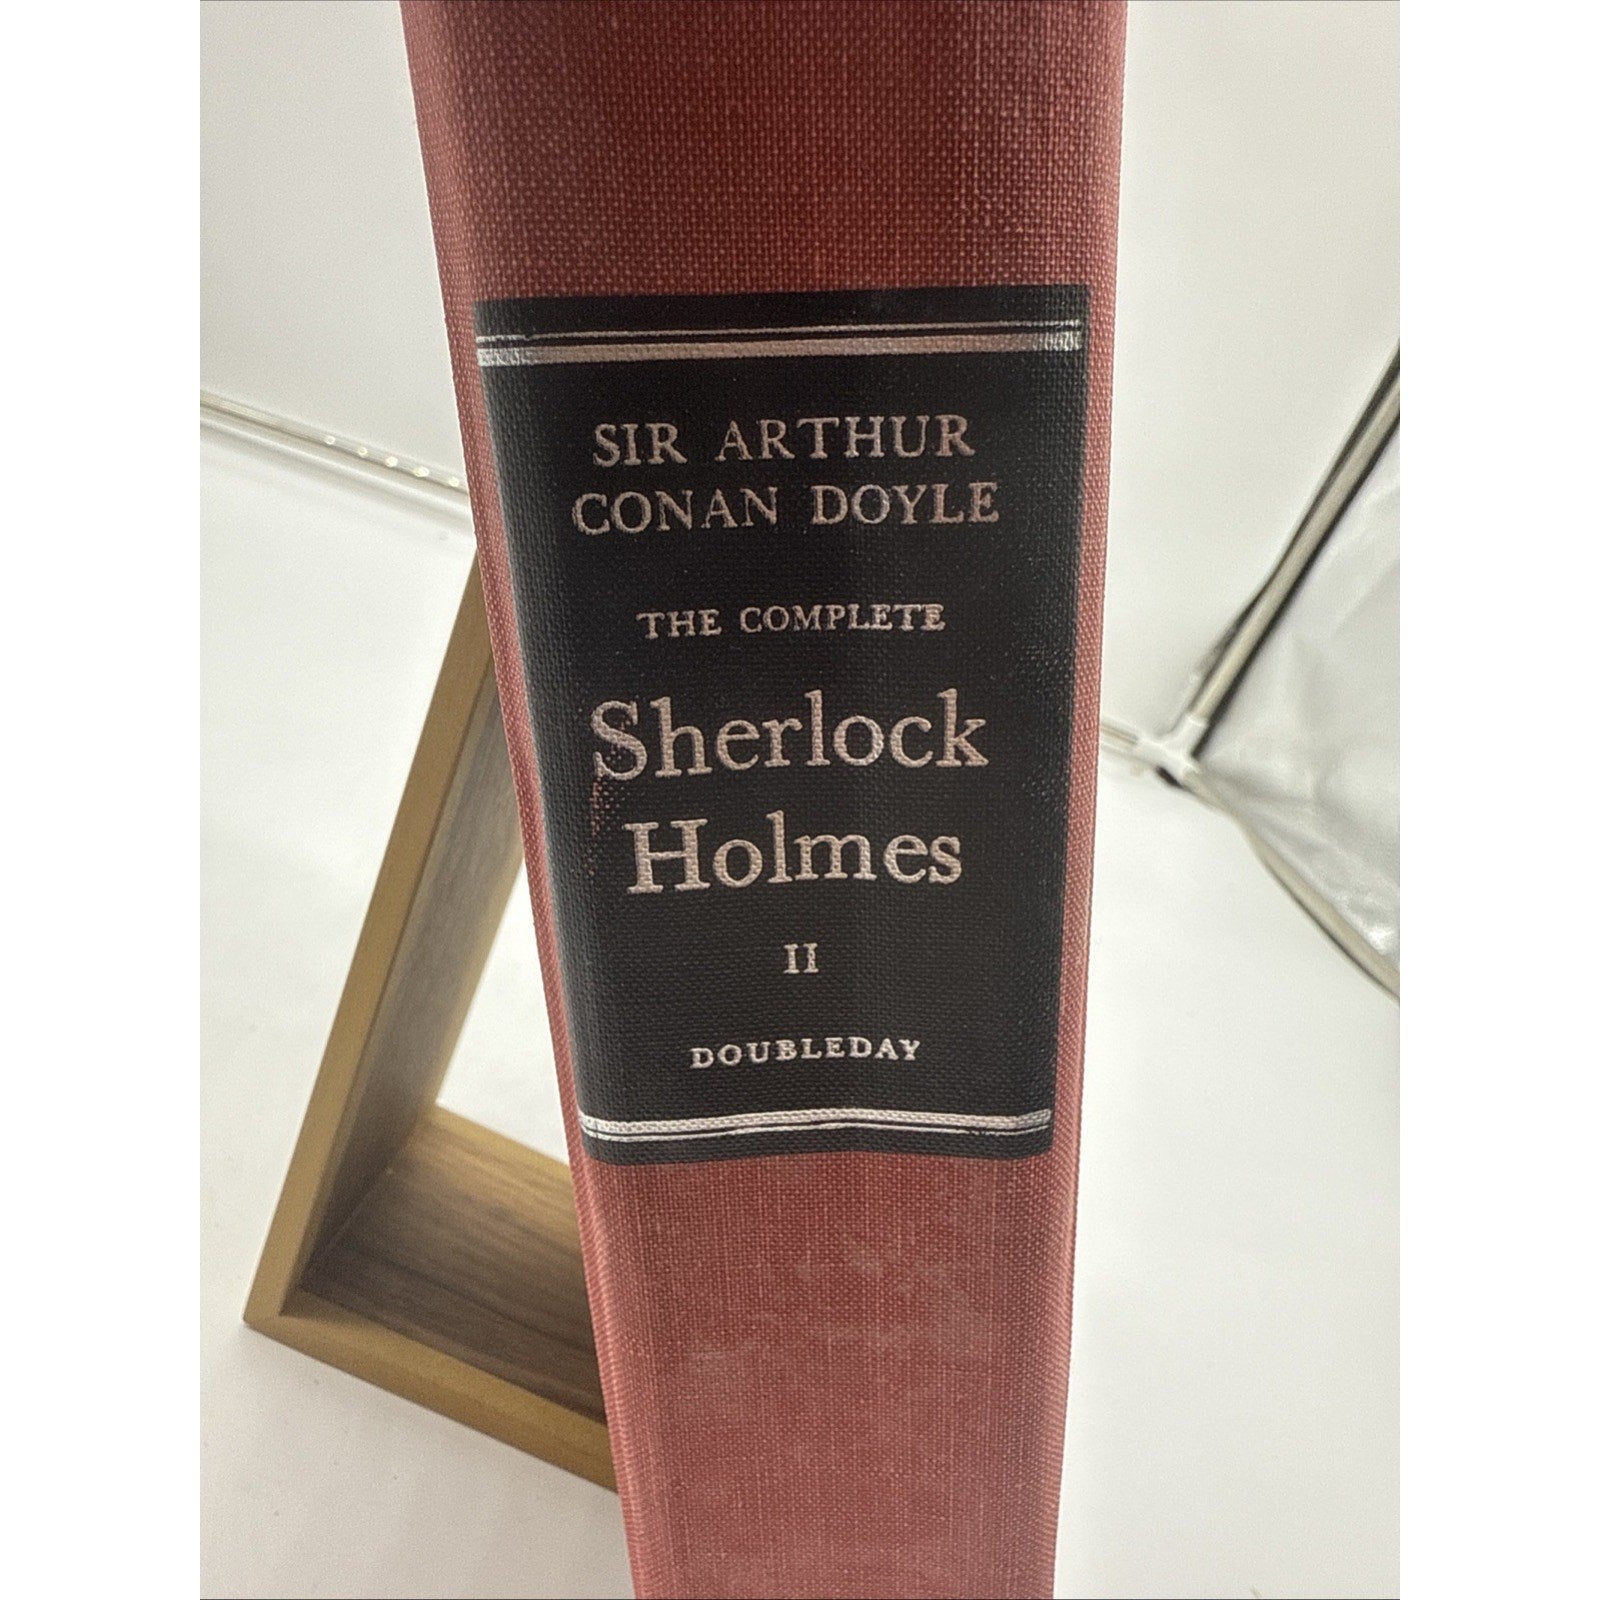 SIR ARTHUR
CONAN DOYLE
THE COMPLETE
Sherlock
Holmes
II
DOUBLEDAY